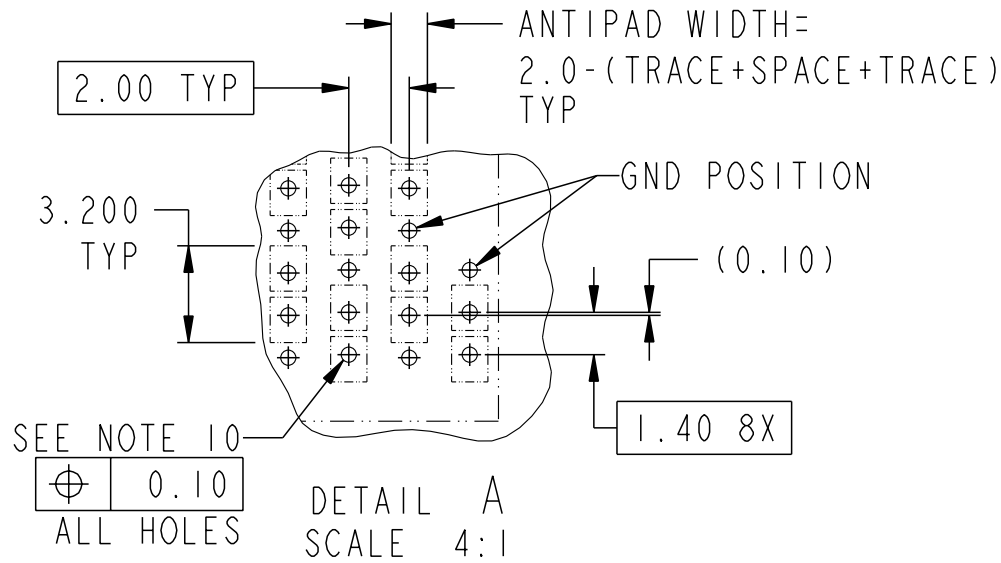 ANTIPAD WIDTH=
2.0-(TRACE+SPACE+TRACE)
TYP
2.00 TYP
GND POSITION
3.200
TYP
(0.10)
1.40 8X
SEE NOTE 10
0.10
ALL HOLES
DETAIL A
SCALE 4:1